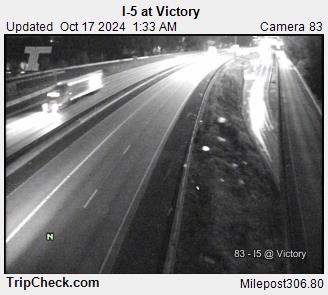 I-5 at Victory
Updated Oct 17 2024 1:33 AM
Camera 83
N
83 - I5 @ Victory
TripCheck.com
Milepost306.80